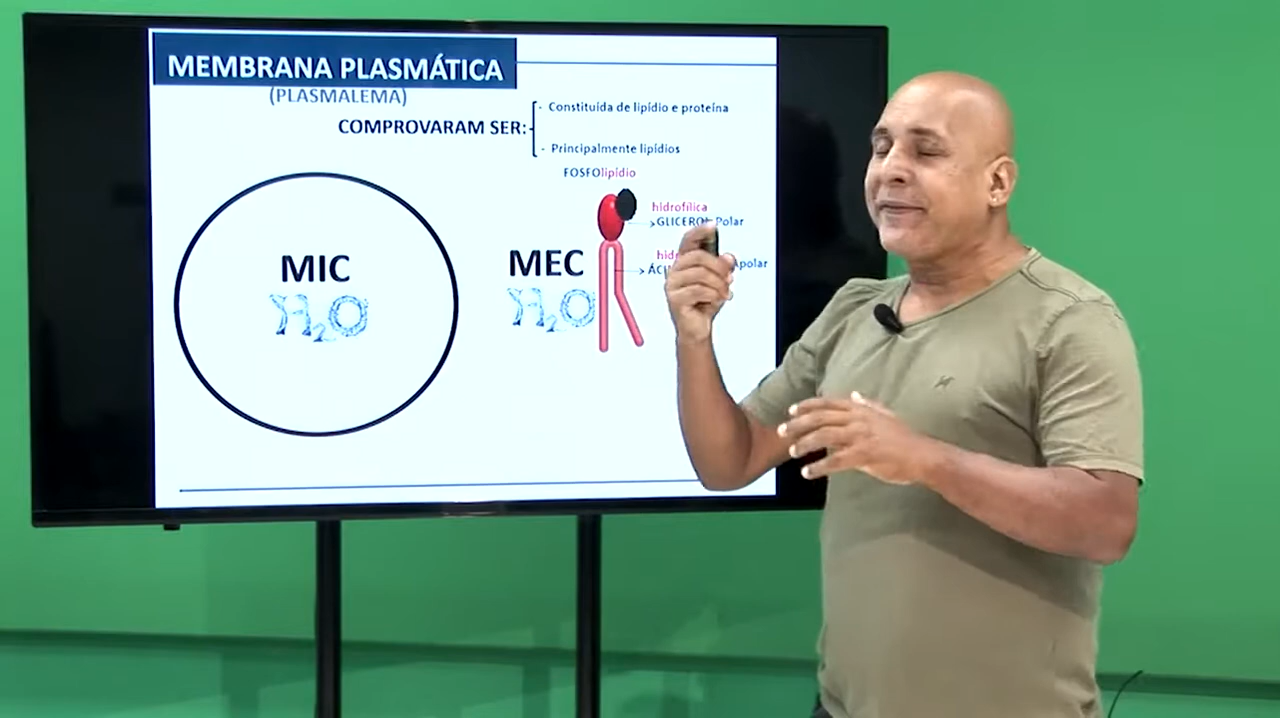 MEMBRANA PLASMÁTICA
(PLASMALEMA)
COMPROVARAM SER:
- Constituída de lipídio e proteína
- Principalmente lipídios
FOSFOlipídio
hidrofílica
Polar
Apolar
MIC
H2O
MEC
H2O